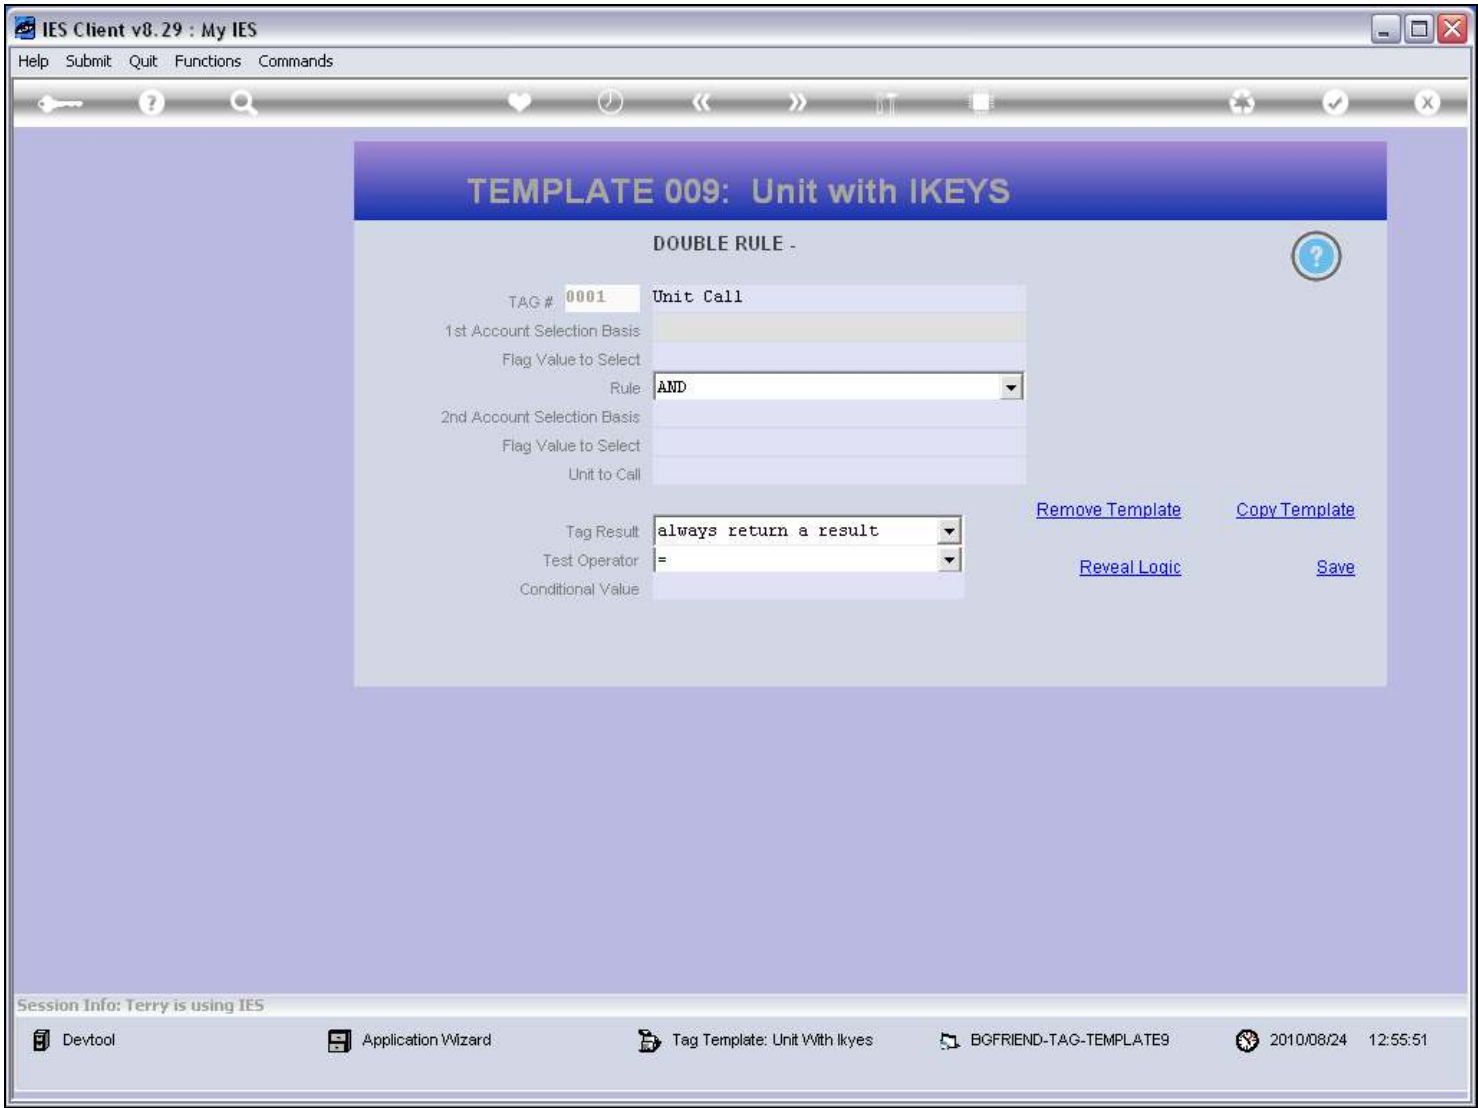 IES Client v8.29 : My IES
Help Submit Quit Functions Commands
TEMPLATE 009: Unit with IKEYS
DOUBLE RULE -
TAG # 0001 Unit Call
1st Account Selection Basis
Flag Value to Select
Rule AND
2nd Account Selection Basis
Flag Value to Select
Unit to Call
Remove Template Copy Template
Tag Result always return a result
Test Operator =
Reveal Logic Save
Conditional Value
Session Info: Terry is using IES
Devtool Application Wizard Tag Template: Unit With Ikyes BGFRIEND-TAG-TEMPLATE9 2010/08/24 12:55:51